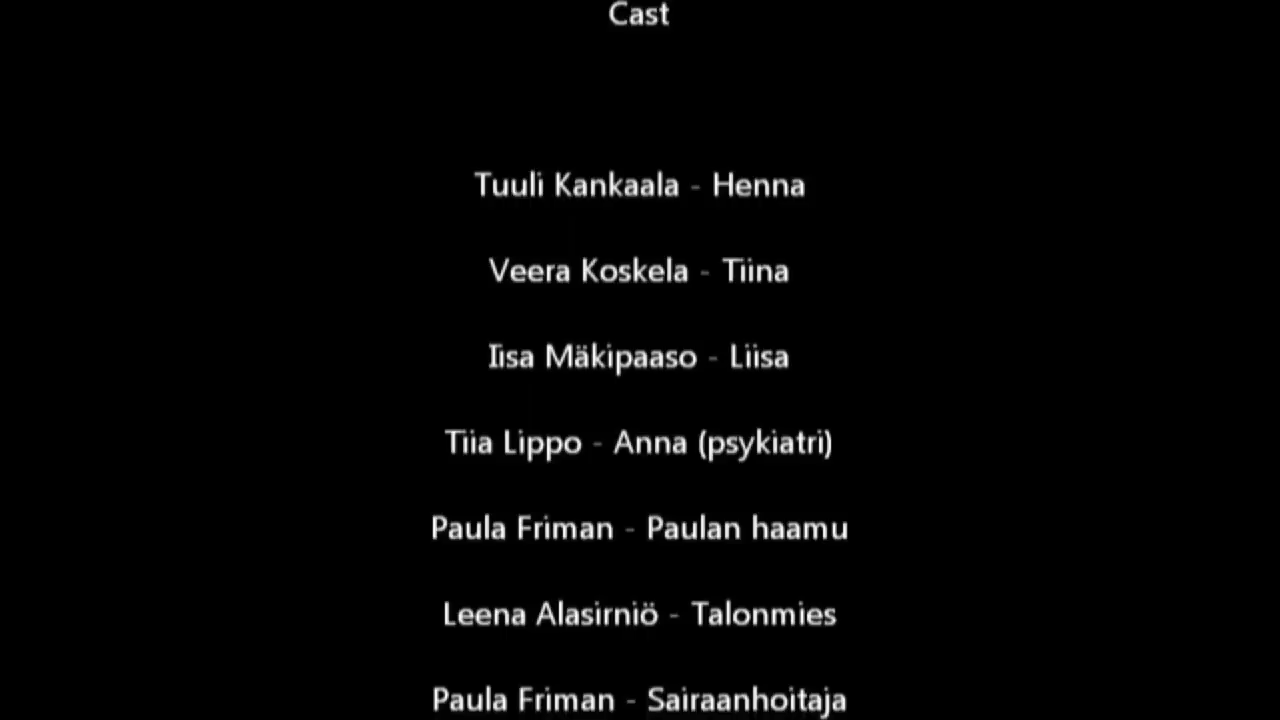 Cast
Tuuli Kankaala - Henna
Veera Koskela - Tiina
Iisa Mäkipaaso - Liisa
Tiia Lippo - Anna (psykiatri)
Paula Friman - Paulan haamu
Leena Alasirniö - Talonmies
Paula Friman - Sairaanhoitaja